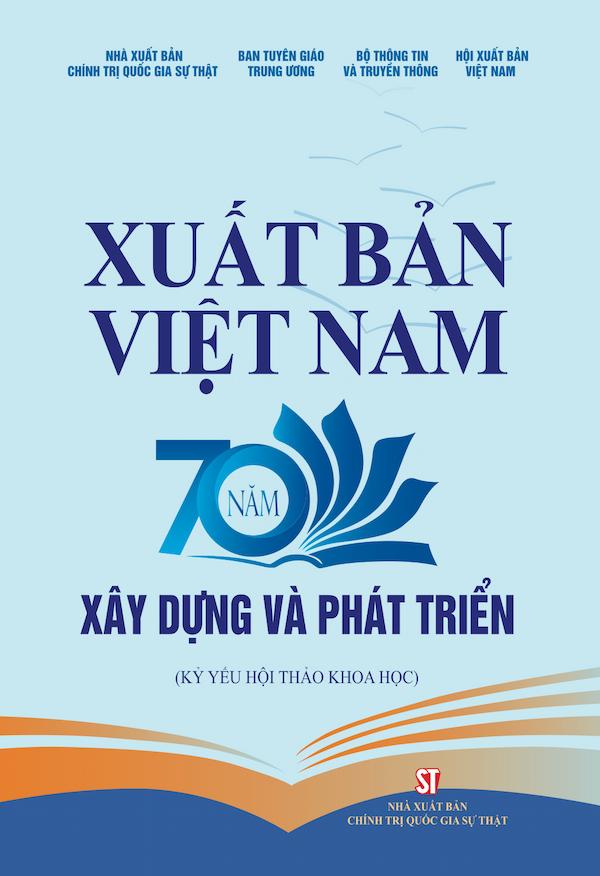 NHÀ XUẤT BẢN
CHÍNH TRỊ QUỐC GIA SỰ THẬT
BAN TUYÊN GIÁO
TRUNG ƯƠNG
BỘ THÔNG TIN
VÀ TRUYỀN THÔNG
HỘI XUẤT BẢN
VIỆT NAM
XUẤT BẢN
VIỆT NAM
70
NĂM
XÂY DỰNG VÀ PHÁT TRIỂN
(KỶ YẾU HỘI THẢO KHOA HỌC)
ST
NHÀ XUẤT BẢN
CHÍNH TRỊ QUỐC GIA SỰ THẬT